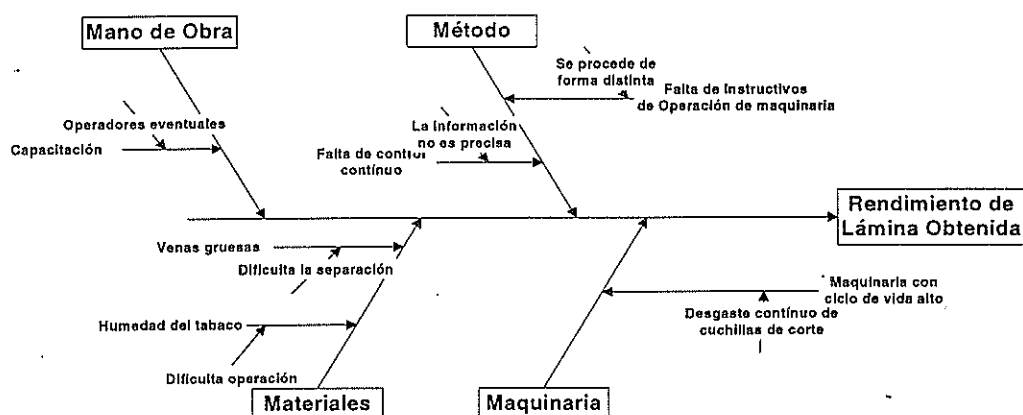 Mano de Obra
Método
Se procede de
forma distinta
Falta de Instructivos
de Operación de maquinaria
Operadores eventuales
Capacitación
La información
no es precisa
Falta de control
contínuo
Rendimiento de
Lámina Obtenida
Venas gruesas
Dificulta la separación
Maquinaria con
ciclo de vida alto
Desgaste contínuo de
cuchillas de corte
Humedad del tabaco
Dificulta operación
Materiales
Maquinaria